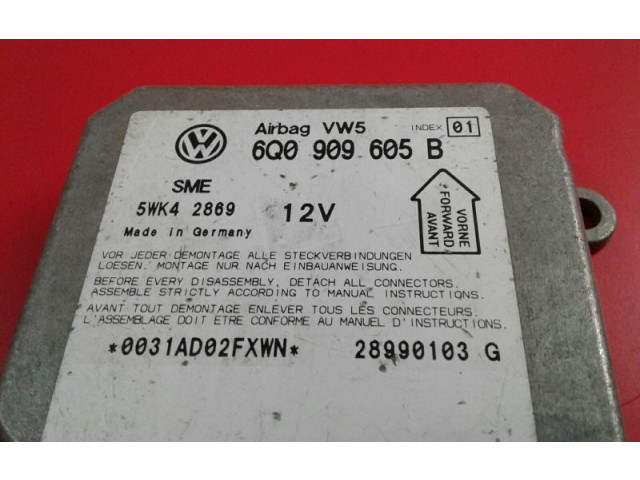 Airbag VW5 INDEX 01
6Q0 909 605 B
SME
5WK4 2869 12V
Made in Germany
VORNE
FORWARD
AVANT
VOR JEDER DEMONTAGE ALLE STECKVERBINDUNGEN
LOESEN. MONTAGE NUR NACH EINBAUANWEISUNG.
BEFORE EVERY DISASSEMBLY, DETACH ALL CONNECTORS.
ASSEMBLE STRICTLY ACCORDING TO MANUAL INSTRUCTIONS.
AVANT TOUT DEMONTAGE ENLEVER TOUS LES CONNECTEURS.
L'ASSEMBLAGE DOIT ETRE CONFORME AU MANUEL D'INSTRUCTIONS.
*0031AD02FXWN* 28990103 G